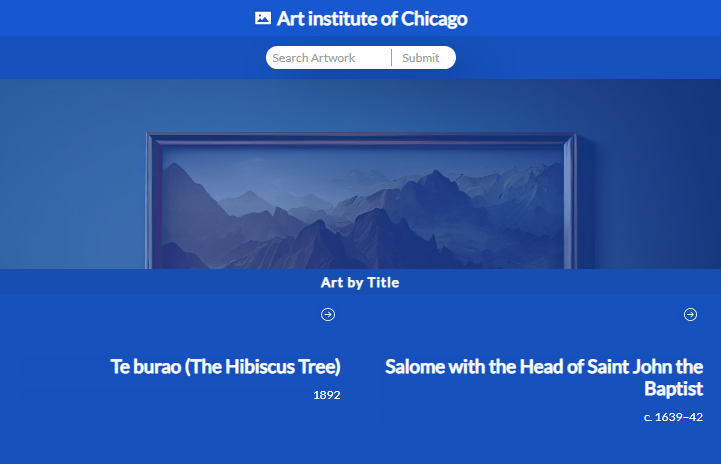 Art institute of Chicago
Search Artwork
Submit
Art by Title
Te burao (The Hibiscus Tree)
1892
Salome with the Head of Saint John the
Baptist
c. 1639–42